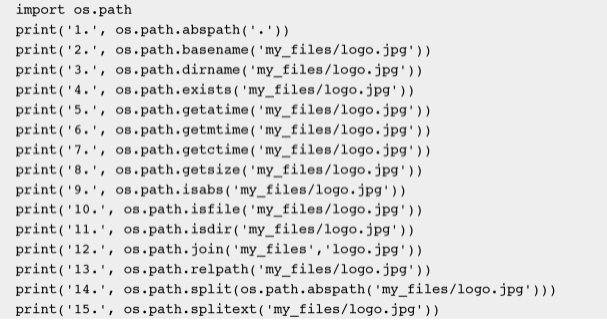 import os.path
print('1.', os.path.abspath('.'))
print('2.', os.path.basename('my_files/logo.jpg'))
print('3.', os.path.dirname('my_files/logo.jpg'))
print('4.', os.path.exists('my_files/logo.jpg'))
print('5.', os.path.getatime('my_files/logo.jpg'))
print('6.', os.path.getmtime('my_files/logo.jpg'))
print('7.', os.path.getctime('my_files/logo.jpg'))
print('8.', os.path.getsize('my_files/logo.jpg'))
print('9.', os.path.isabs('my_files/logo.jpg'))
print('10.', os.path.isfile('my_files/logo.jpg'))
print('11.', os.path.isdir('my_files/logo.jpg'))
print('12.', os.path.join('my_files','logo.jpg'))
print('13.', os.path.relpath('my_files/logo.jpg'))
print('14.', os.path.split(os.path.abspath('my_files/logo.jpg')))
print('15.', os.path.splitext('my_files/logo.jpg'))